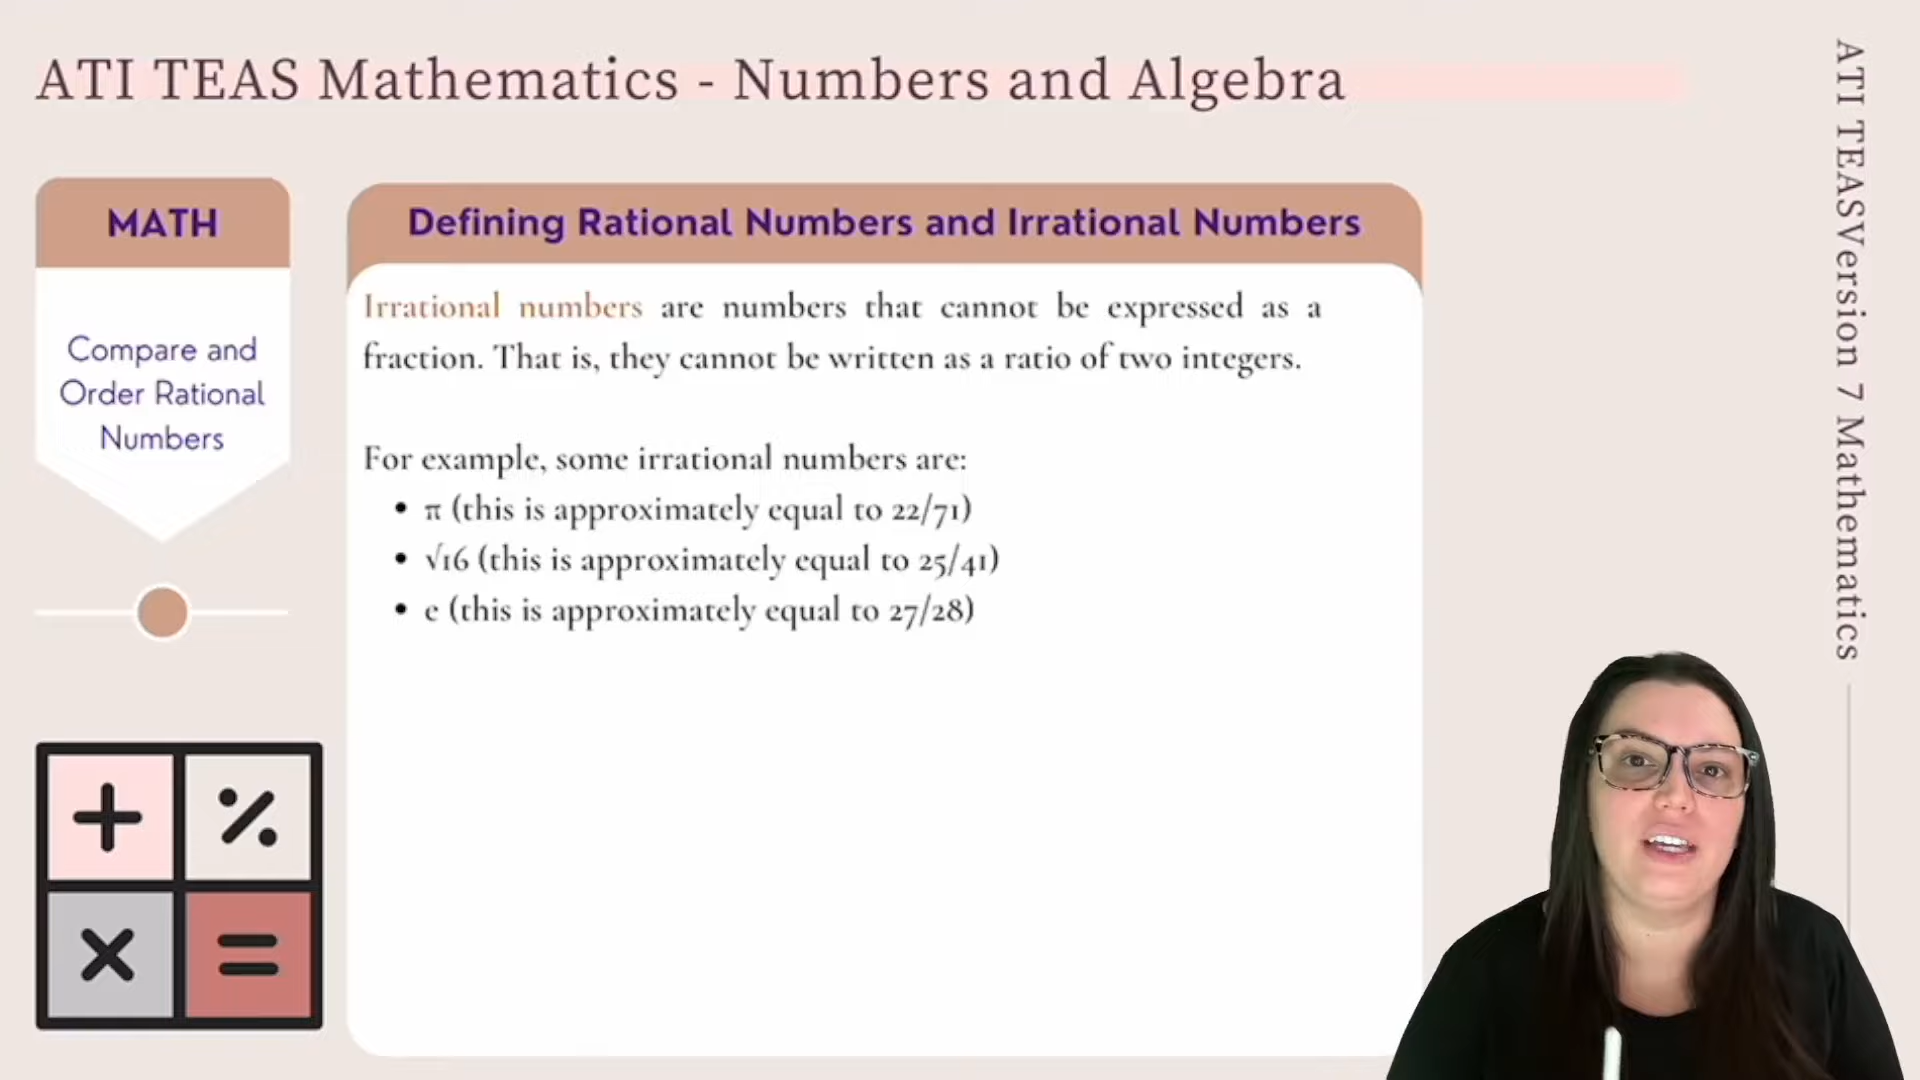 ATI TEAS Mathematics - Numbers and Algebra
MATH
Compare and
Order Rational
Numbers
Defining Rational Numbers and Irrational Numbers
Irrational numbers are numbers that cannot be expressed as a
fraction. That is, they cannot be written as a ratio of two integers.
For example, some irrational numbers are:
• π (this is approximately equal to 22/71)
• √16 (this is approximately equal to 25/41)
• e (this is approximately equal to 27/28)
+ %
× =
ATI TEASVersion 7 Mathematics